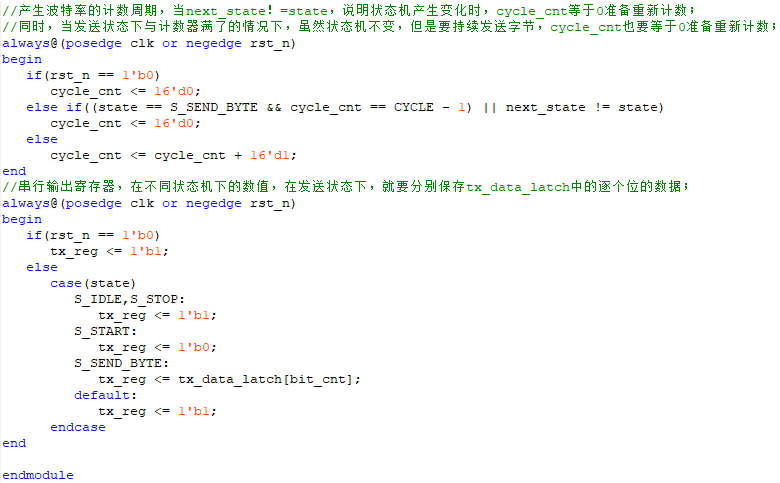 //产生波特率的计数周期，当next_state！=state，说明状态机产生变化时，cycle_cnt等于0准备重新计数；
//同时，当发送状态下与计数器满了的情况下，虽然状态机不变，但是要持续发送字节，cycle_cnt也要等于0准备重新计数；
always@(posedge clk or negedge rst_n)
begin
   if(rst_n == 1'b0)
      cycle_cnt <= 16'd0;
   else if((state == S_SEND_BYTE && cycle_cnt == CYCLE - 1) || next_state != state)
      cycle_cnt <= 16'd0;
   else
      cycle_cnt <= cycle_cnt + 16'd1;
end
//串行输出寄存器，在不同状态机下的数值，在发送状态下，就要分别保存tx_data_latch中的逐个位的数据；
always@(posedge clk or negedge rst_n)
begin
   if(rst_n == 1'b0)
      tx_reg <= 1'b1;
   else
      case(state)
         S_IDLE,S_STOP:
            tx_reg <= 1'b1;
         S_START:
            tx_reg <= 1'b0;
         S_SEND_BYTE:
            tx_reg <= tx_data_latch[bit_cnt];
         default:
            tx_reg <= 1'b1;
      endcase
end
endmodule